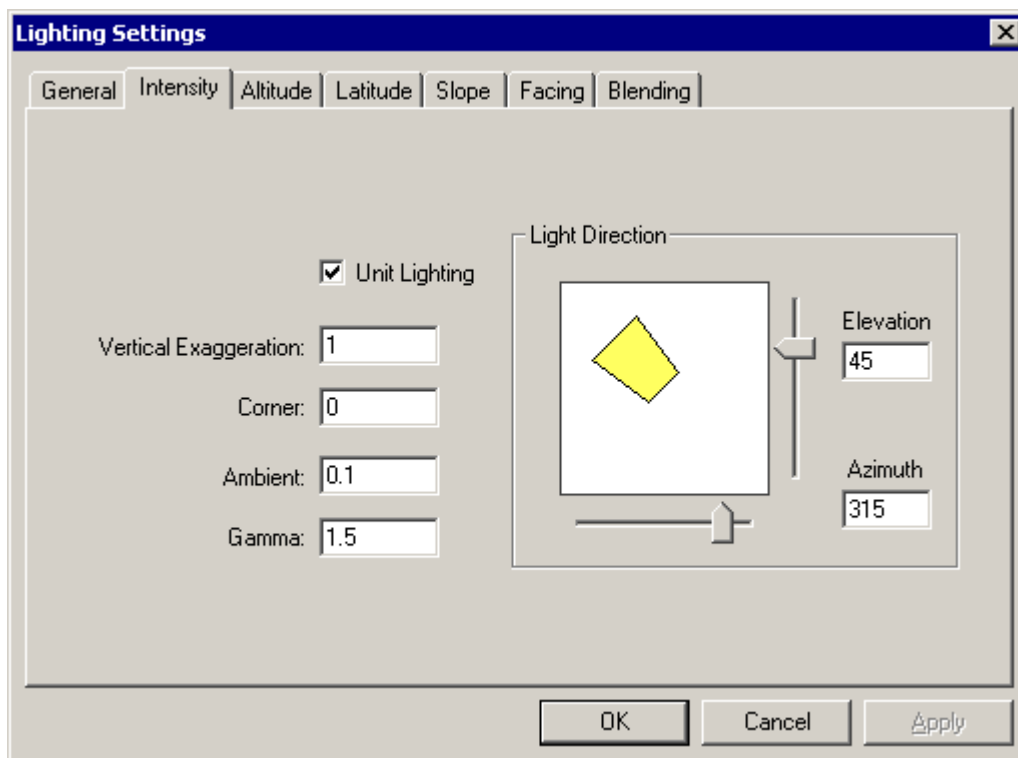 Lighting Settings
General Intensity Altitude Latitude Slope Facing Blending
Light Direction
Unit Lighting
Vertical Exaggeration: 1
Corner: 0
Ambient: 0.1
Gamma: 1.5
Elevation
45
Azimuth
315
OK Cancel Apply